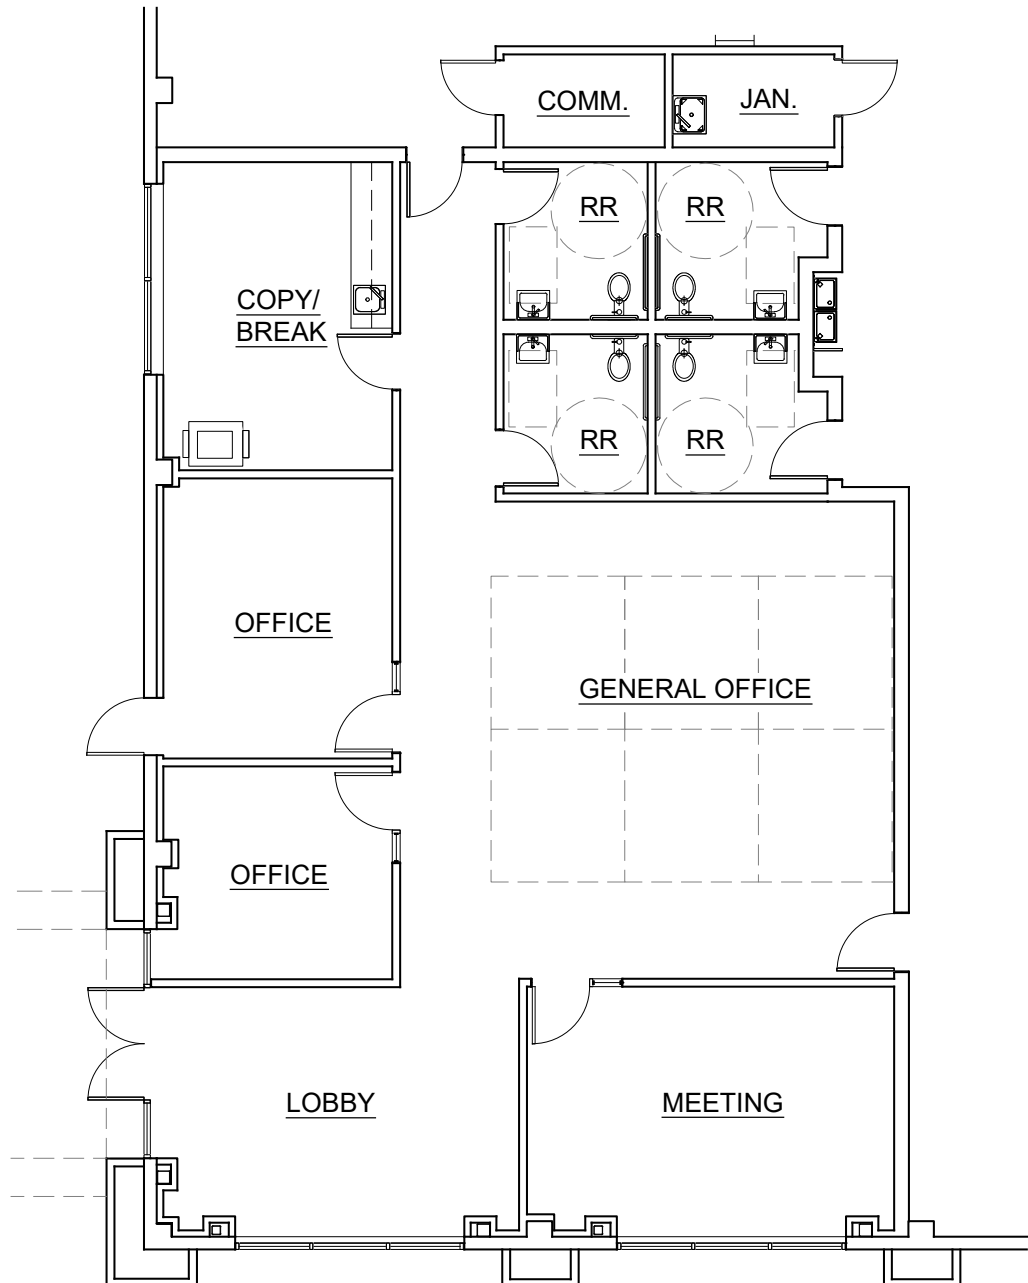 COMM.
JAN.
RR
RR
COPY/
BREAK
RR
RR
OFFICE
GENERAL OFFICE
OFFICE
LOBBY
MEETING